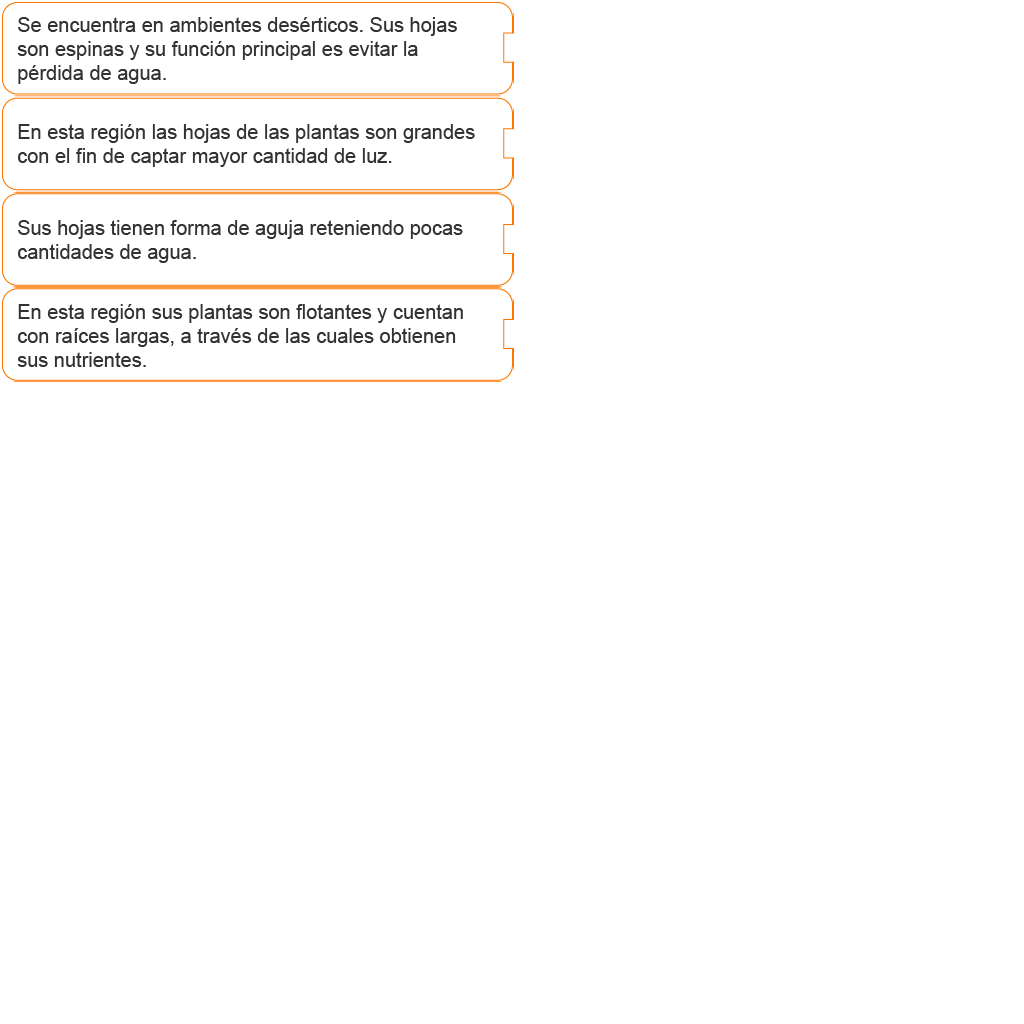 Se encuentra en ambientes desérticos. Sus hojas
son espinas y su función principal es evitar la
pérdida de agua.
En esta región las hojas de las plantas son grandes
con el fin de captar mayor cantidad de luz.
Sus hojas tienen forma de aguja reteniendo pocas
cantidades de agua.
En esta región sus plantas son flotantes y cuentan
con raíces largas, a través de las cuales obtienen
sus nutrientes.